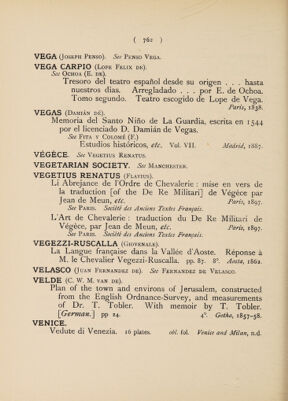 ( 762 )
VEGA (Joseph Penso). See Penso Vega.
VEGA CARPIO (Lope Felix de).
See Ochoa (E. de).
Tesoro del teatro español desde su origen . . . hasta
nuestros dias. Arregladado . . . por E. de Ochoa.
Tomo segundo. Teatro escogido de Lope de Vega.
Paris, 1838.
VEGAS (Damián de).
Memoria del Santo Niño de La Guardia, escrita en 1544
por el licenciado D. Damián de Vegas.
See Fita y Colomé (F.)
Estudios históricos, etc. Vol. VII. Madrid, 1887.
VÉGÈCE. See Vegetius Renatus.
VEGETARIAN SOCIETY. See Manchester.
VEGETIUS RENATUS (Flavius).
Li Abrejance de l'Ordre de Chevalerie : mise en vers de
la traduction [of the De Re Militari] de Végèce par
Jean de Meun, etc. Paris, 1897.
See Paris. Société des Anciens Textes Français.
L'Art de Chevalerie : traduction du De Re Militari de
Végèce, par Jean de Meun, etc. Paris, 1897.
See Paris. Société des Anciens Textes Français.
VEGEZZI-RUSCALLA (Giovenale).
La Langue française dans la Vallée d'Aoste. Réponse à
M. le Chevalier Vegezzi-Ruscalla. pp. 87. 8º. Aosta, 1862.
VELASCO (Juan Fernandez de). See Fernandez de Velasco.
VELDE (C. W. M. van de).
Plan of the town and environs of Jerusalem, constructed
from the English Ordnance-Survey, and measurements
of Dr. T. Tobler. With memoir by T. Tobler.
[German.] pp 24. 4º. Gotha, 1857-58.
VENICE.
Vedute di Venezia. 16 plates. obl. fol. Venice and Milan, n.d.